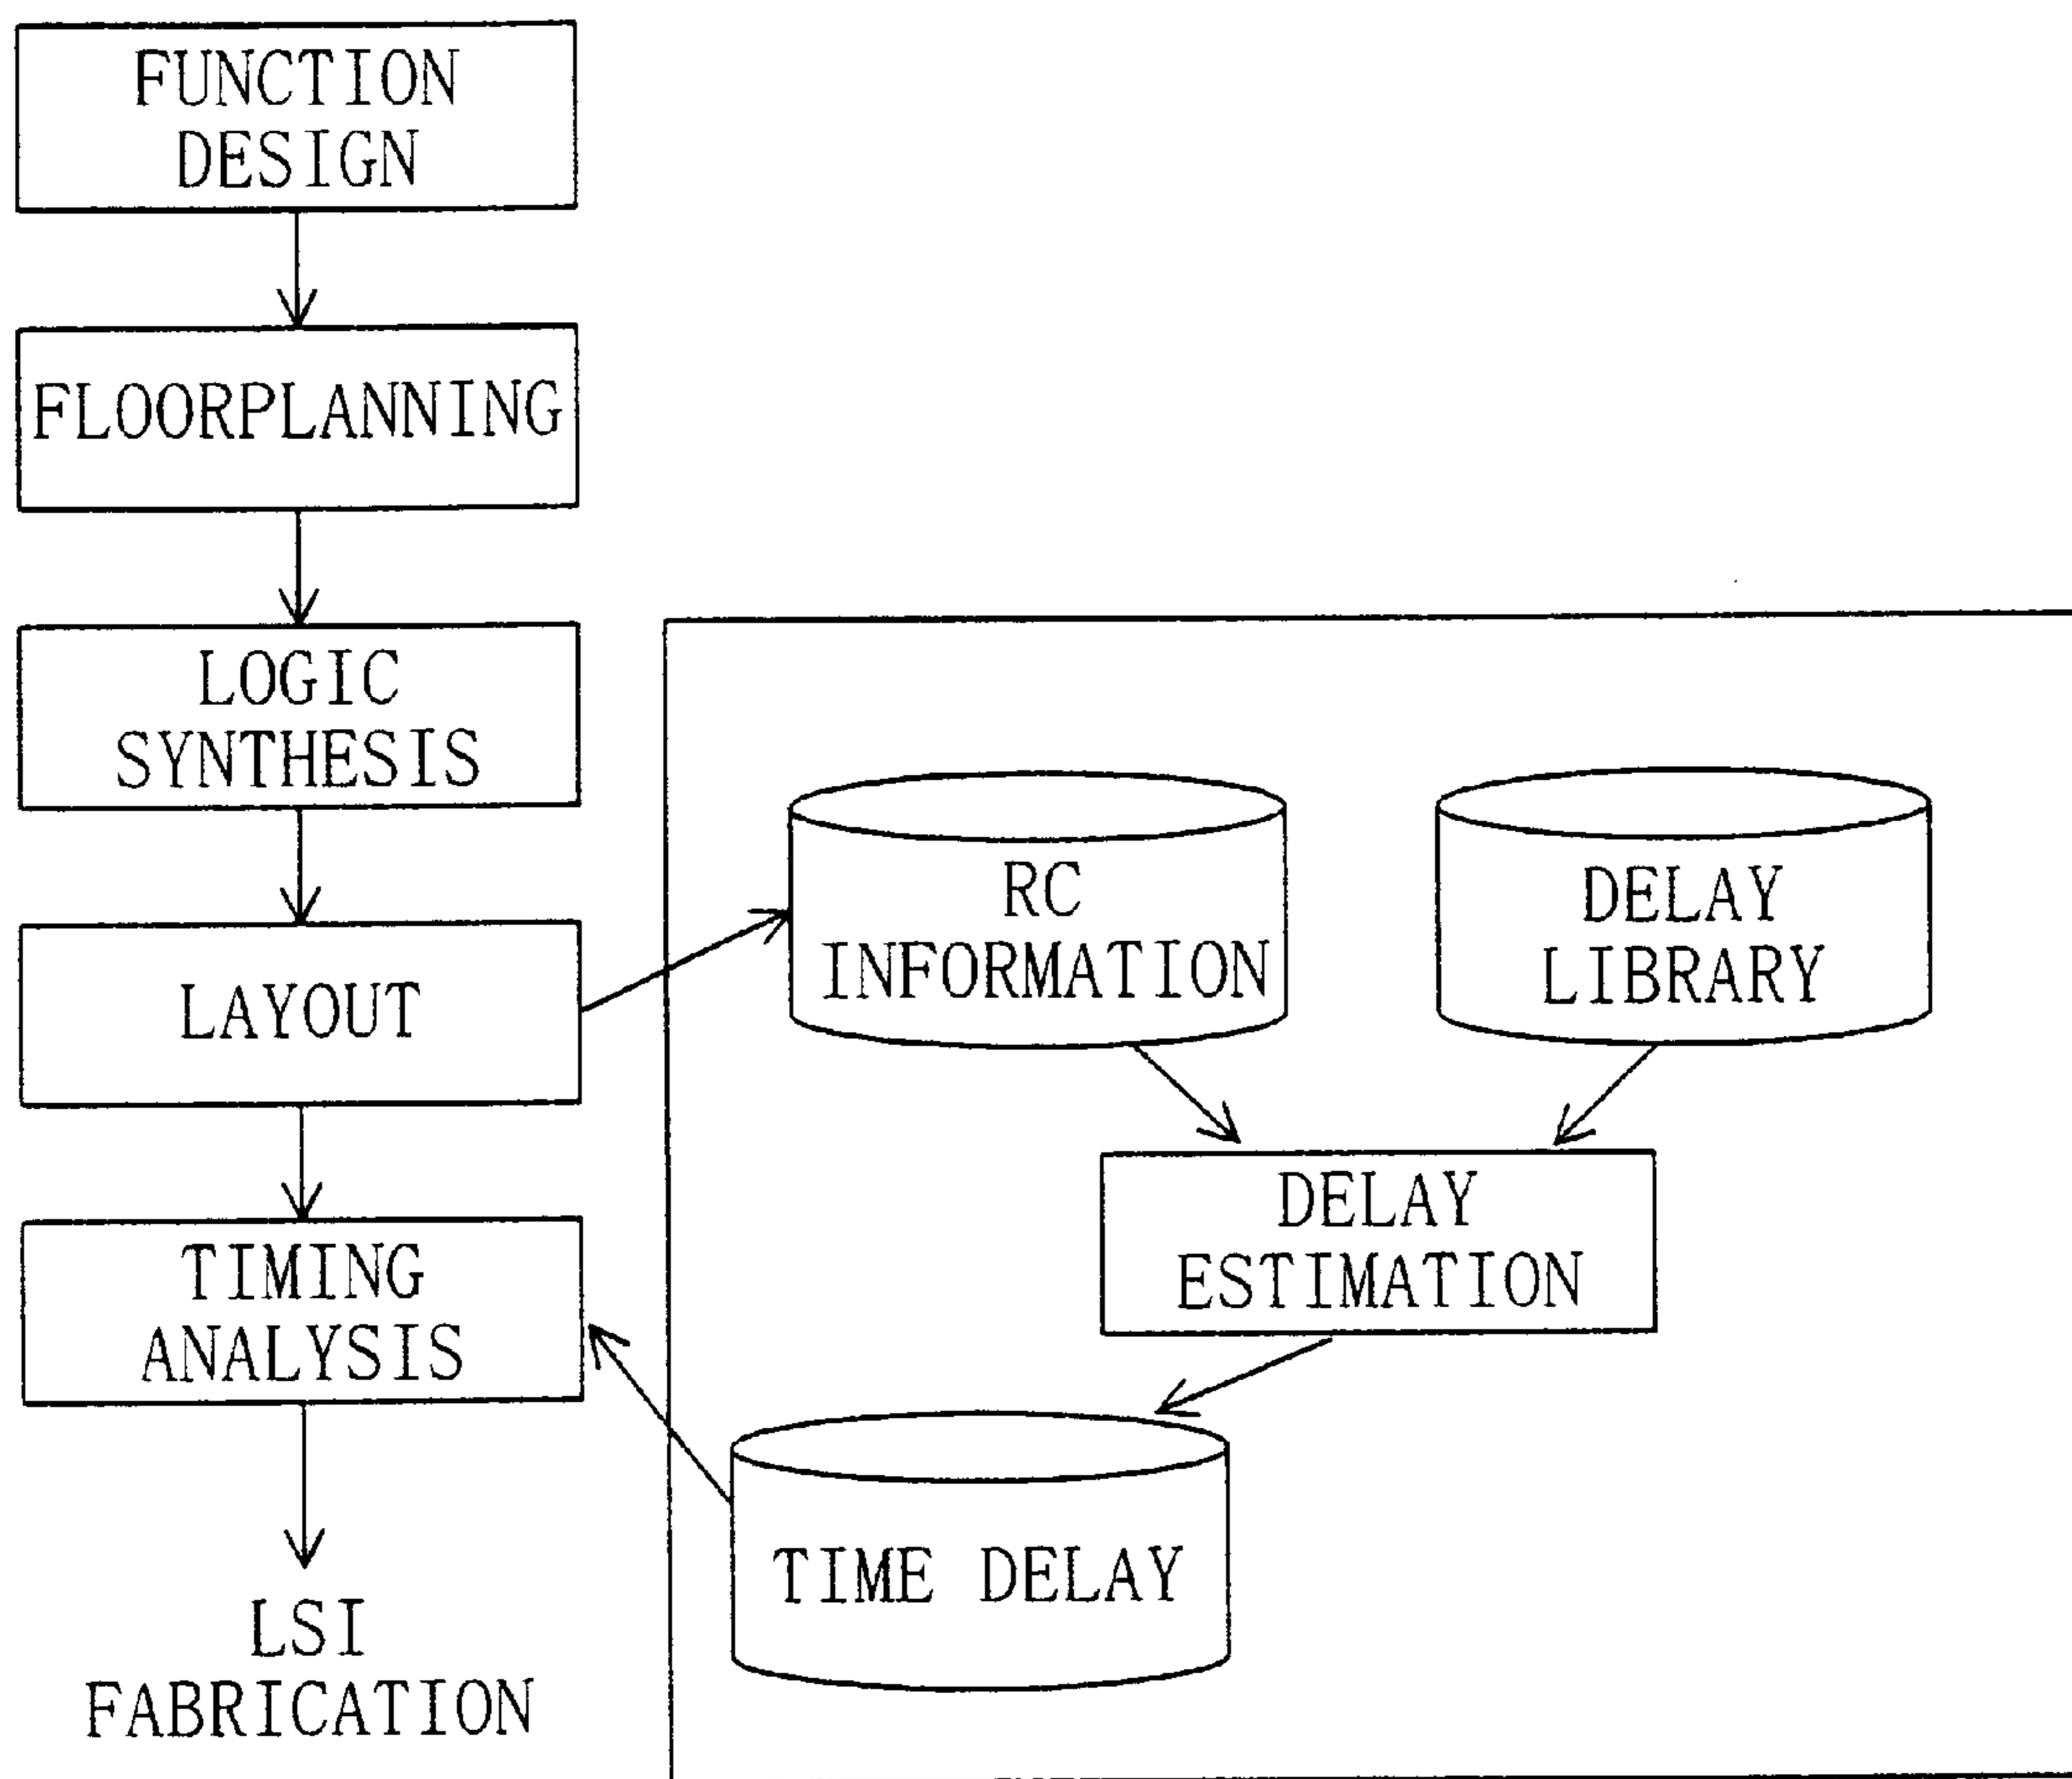 FUNCTION
DESIGN
FLOORPLANNING
LOGIC
SYNTHESIS
LAYOUT
TIMING
ANALYSIS
LSI
FABRICATION
RC
INFORMATION
DELAY
LIBRARY
DELAY
ESTIMATION
TIME DELAY